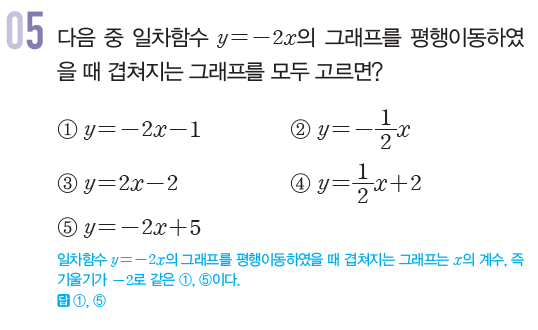 05 다음 중 일차함수 y=-2x의 그래프를 평행이동하였
을 때 겹쳐지는 그래프를 모두 고르면?
① y=-2x-1 ② y=-\frac{1}{2}x
③ y=2x-2 ④ y=\frac{1}{2}x+2
⑤ y=-2x+5
일차함수 y=-2x의 그래프를 평행이동하였을 때 겹쳐지는 그래프는 x의 계수, 즉
기울기가 -2로 같은 ①, ⑤이다.
답 ①, ⑤